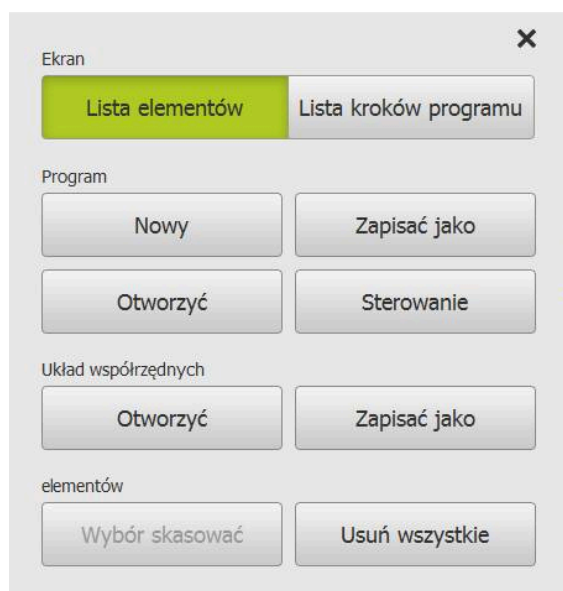 Ekran
Lista elementów Lista kroków programu
Program
Nowy Zapisać jako
Otworzyć Sterowanie
Układ współrzędnych
Otworzyć Zapisać jako
elementów
Wybór skasować Usuń wszystkie